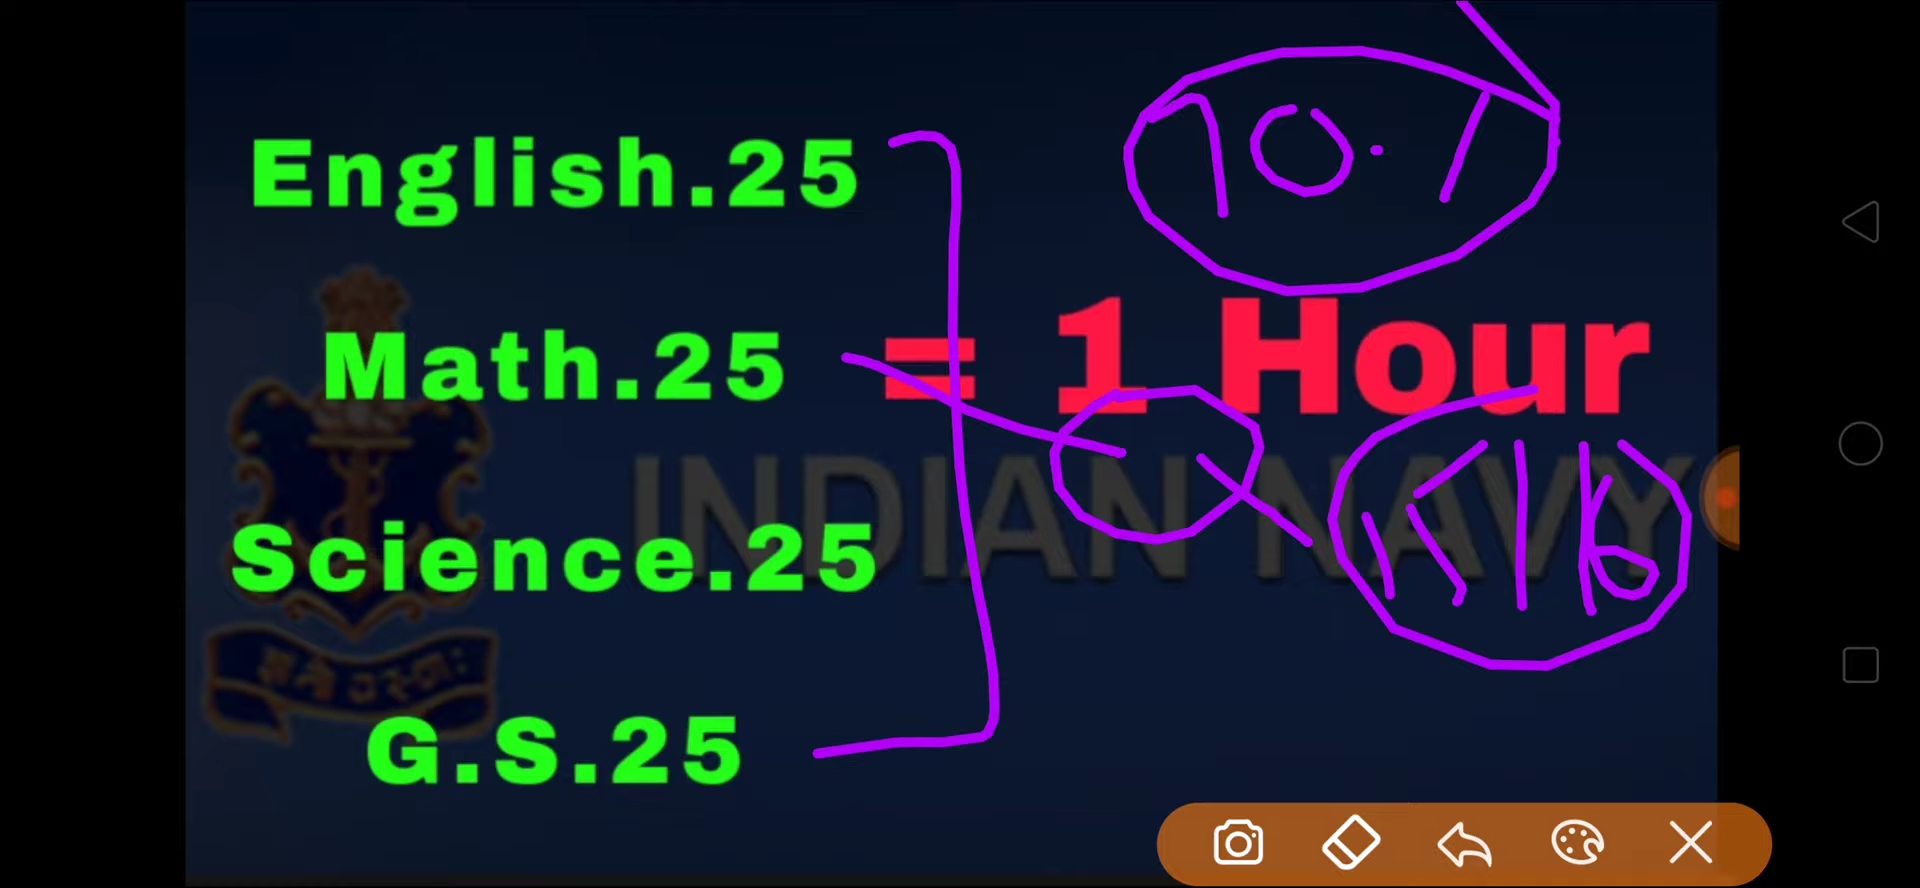 English.25
Math.25 = 1 Hour
INDIAN NAVY
Science.25
G.S.25